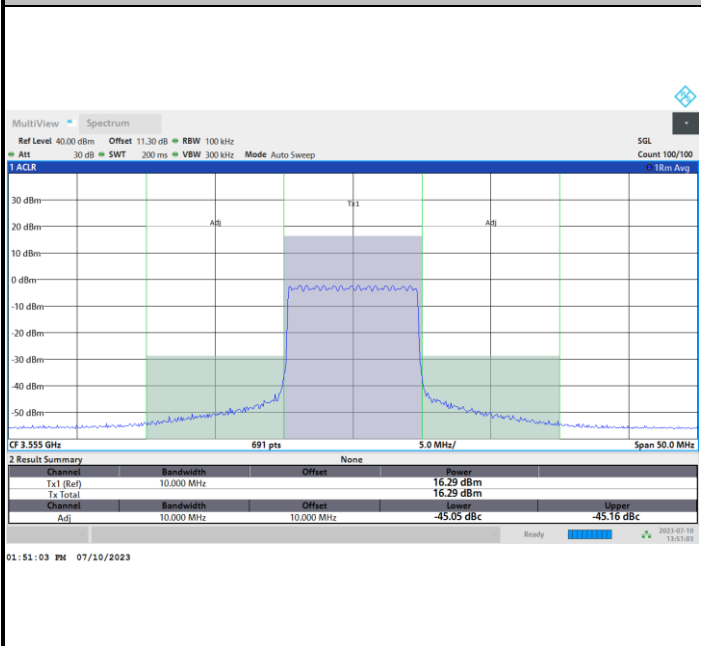 MultiView Spectrum
Ref Level 40.00 dBm Offset 11.30 dB RBW 100 kHz SGL
Att 30 dB SWT 200 ms VBW 300 kHz Mode Auto Sweep Count 100/100
1 ACLR 1Rm Avg
30 dBm
Tx1
20 dBm
Adj Adj
10 dBm
0 dBm
-10 dBm
-20 dBm
-30 dBm
-40 dBm
-50 dBm
CF 3.555 GHz 691 pts 5.0 MHz/ Span 50.0 MHz
2 Result Summary None
Channel Bandwidth Offset Power
Tx1 (Ref) 10.000 MHz 16.29 dBm
Tx Total 16.29 dBm
Channel Bandwidth Offset Lower Upper
Adj 10.000 MHz 10.000 MHz -45.05 dBc -45.16 dBc
Ready 2023-07-10
13:51:03
01:51:03 PM 07/10/2023